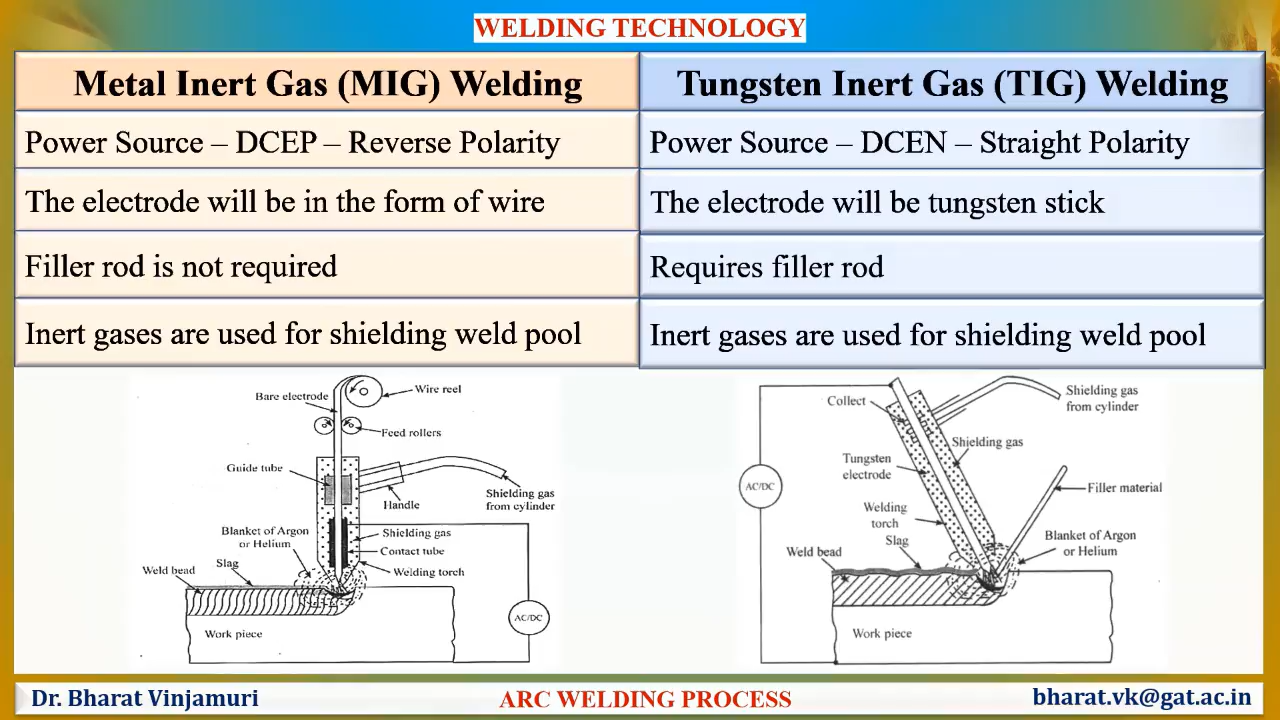 WELDING TECHNOLOGY
Metal Inert Gas (MIG) Welding
Tungsten Inert Gas (TIG) Welding
Power Source – DCEP – Reverse Polarity
Power Source – DCEN – Straight Polarity
The electrode will be in the form of wire
The electrode will be tungsten stick
Filler rod is not required
Requires filler rod
Inert gases are used for shielding weld pool
Inert gases are used for shielding weld pool
Bare electrode
Wire reel
Feed rollers
Guide tube
Handle
Shielding gas
from cylinder
Blanket of Argon
or Helium
Shielding gas
Contact tube
Slag
Weld bead
Welding torch
AC/DC
Work piece
Collect
Shielding gas
from cylinder
Shielding gas
Tungsten
electrode
AC/DC
Filler material
Welding
torch
Slag
Blanket of Argon
or Helium
Weld bead
Work piece
Dr. Bharat Vinjamuri
ARC WELDING PROCESS
bharat.vk@gat.ac.in